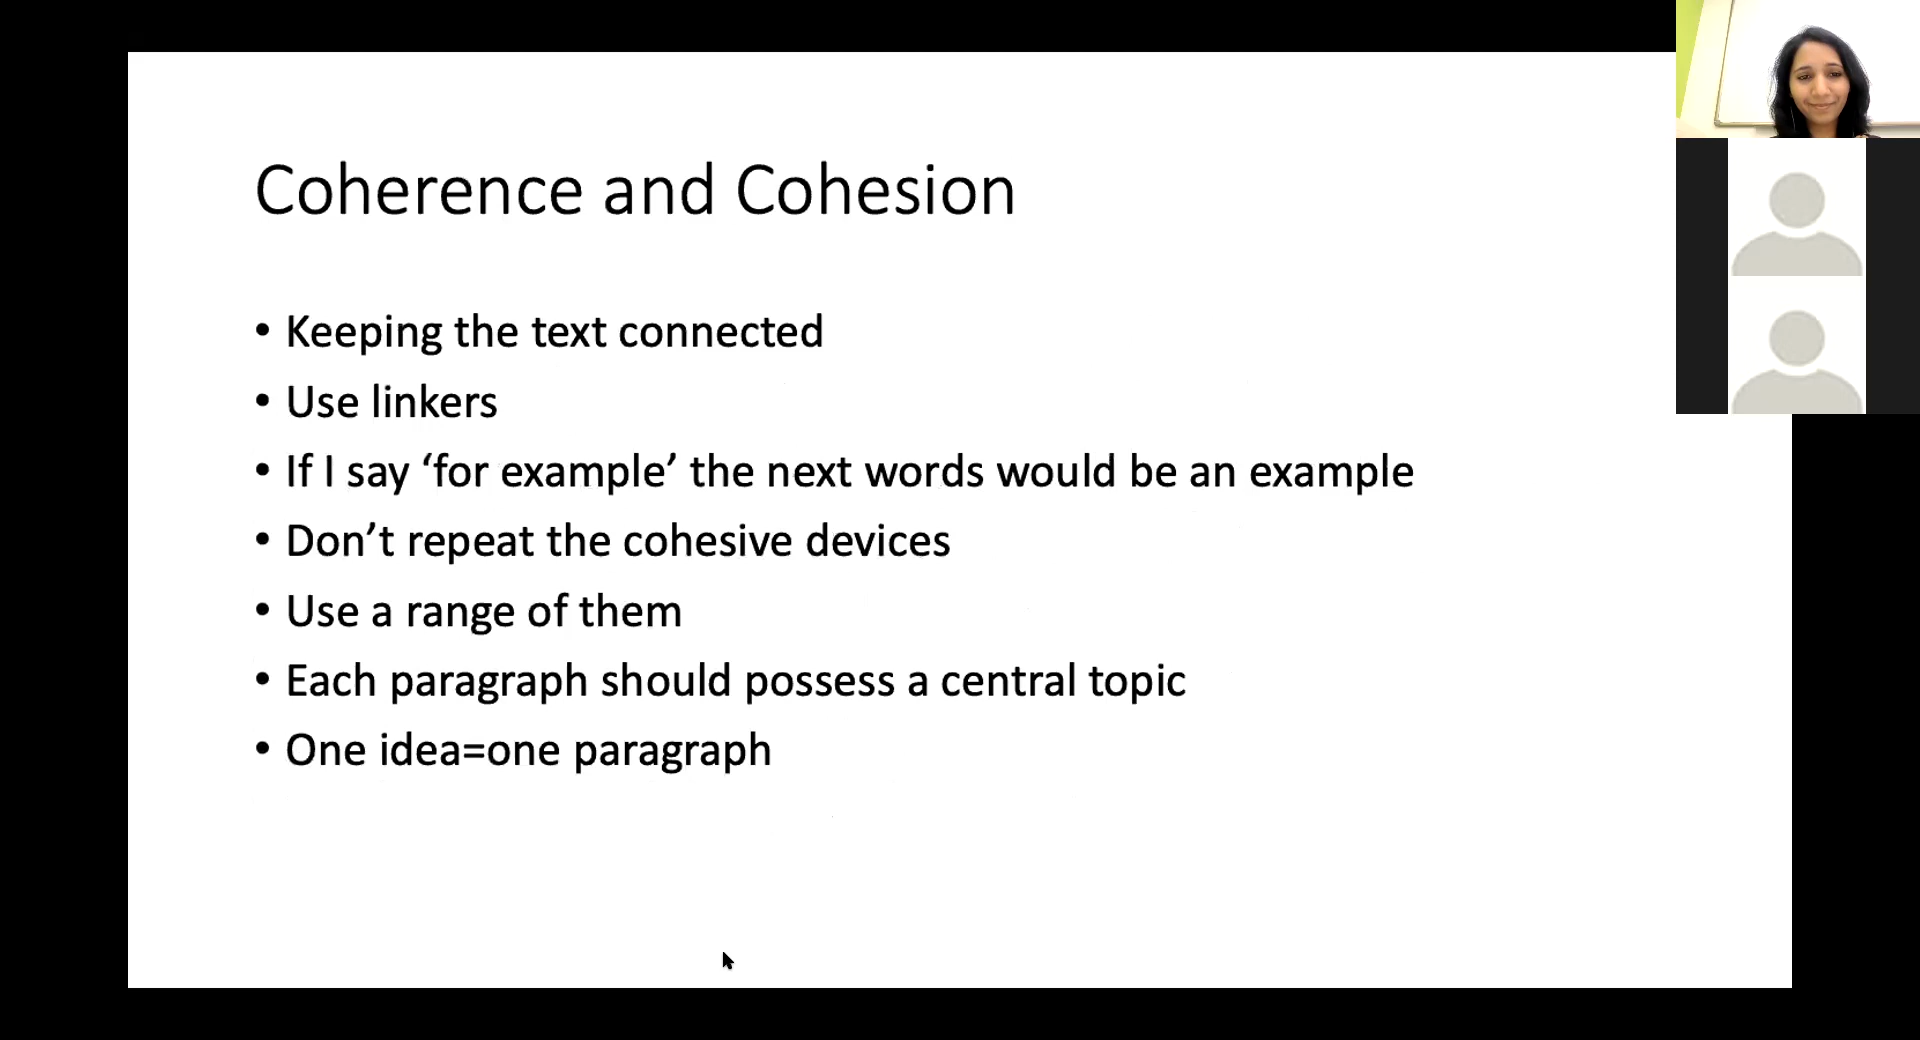 Coherence and Cohesion
• Keeping the text connected
• Use linkers
• If I say ‘for example’ the next words would be an example
• Don’t repeat the cohesive devices
• Use a range of them
• Each paragraph should possess a central topic
• One idea=one paragraph